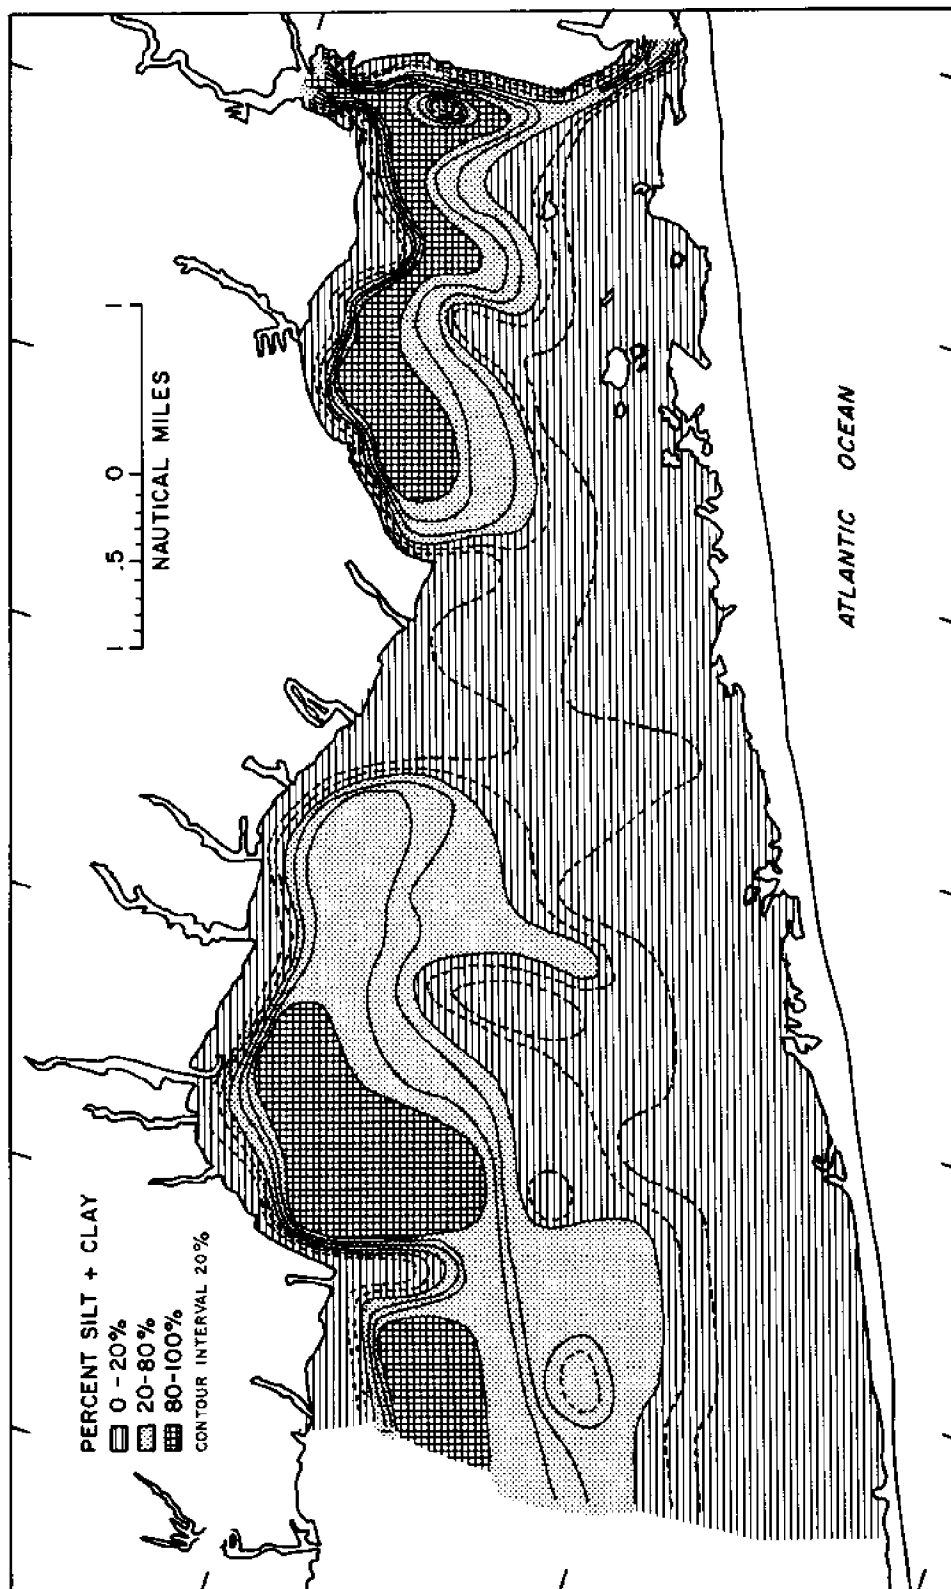 PERCENT SILT + CLAY
0-20%
20-80%
80-100%
CONTOUR INTERVAL 20%
1 .5 0 1
NAUTICAL MILES
ATLANTIC OCEAN